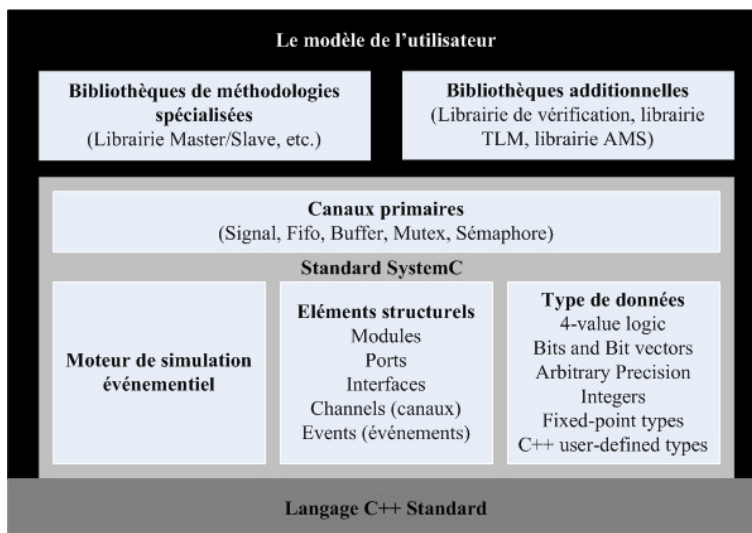 Le modèle de l'utilisateur
Bibliothèques de méthodologies
spécialisées
(Librairie Master/Slave, etc.)
Bibliothèques additionnelles
(Librairie de vérification, librairie
TLM, librairie AMS)
Canaux primaires
(Signal, Fifo, Buffer, Mutex, Sémaphore)
Standard SystemC
Moteur de simulation
événementiel
Eléments structurels
Modules
Ports
Interfaces
Channels (canaux)
Events (événements)
Type de données
4-value logic
Bits and Bit vectors
Arbitrary Precision
Integers
Fixed-point types
C++ user-defined types
Langage C++ Standard